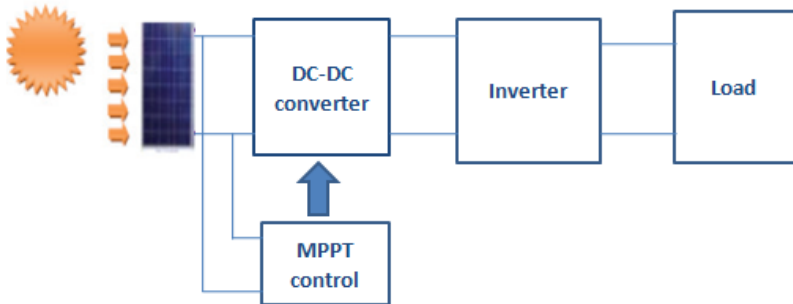 DC-DC
converter
Inverter
Load
MPPT
control